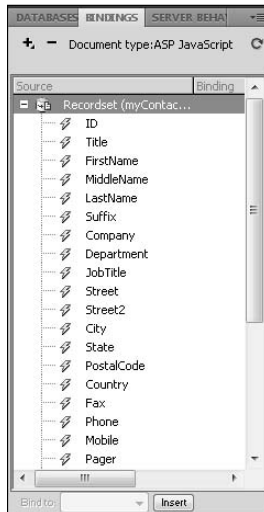 DATABASES BINDINGS SERVER BEHA
Document type:ASP JavaScript
Source Binding
Recordset (myContac...
ID
Title
FirstName
MiddleName
LastName
Suffix
Company
Department
JobTitle
Street
Street2
City
State
PostalCode
Country
Fax
Phone
Mobile
Pager
Bind to: Insert